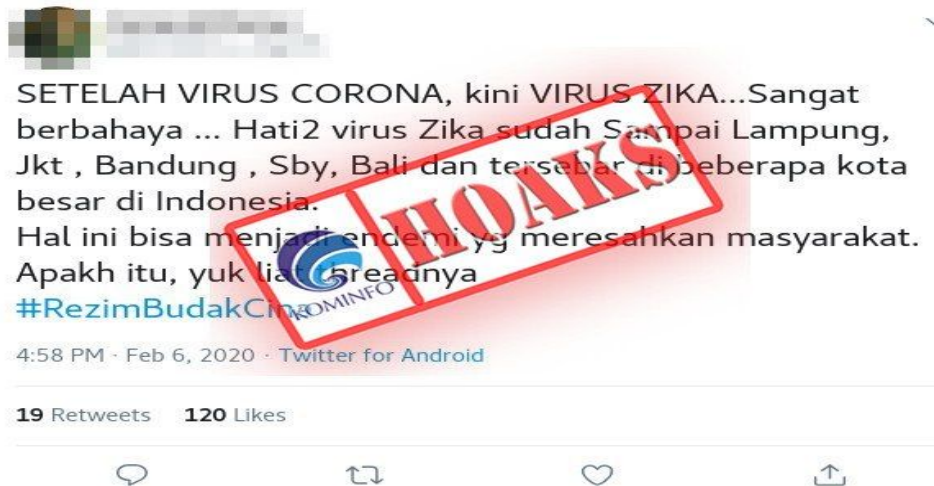 SETELAH VIRUS CORONA, kini VIRUS ZIKA...Sangat
berbahaya ... Hati2 virus Zika sudah Sampai Lampung,
Jkt , Bandung , Sby, Bali dan tersebar di beberapa kota
besar di Indonesia.
Hal ini bisa menjadi endemi yg meresahkan masyarakat.
Apakh itu, yuk liat threadnya
#RezimBudakCina
4:58 PM · Feb 6, 2020 · Twitter for Android
19 Retweets 120 Likes
HOAKS
KOMINFO